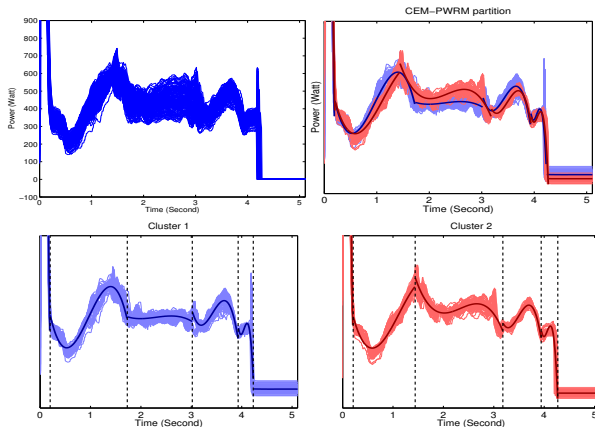 CEM−PWRM partition
900
800
700
600
500
400
300
200
100
0
−100
Power (Watt)
0 1 2 3 4 5
Time (Second)
Power (Watt)
0 1 2 3 4 5
Time (Second)
Cluster 1
0 1 2 3 4 5
Time (Second)
Cluster 2
0 1 2 3 4 5
Time (Second)